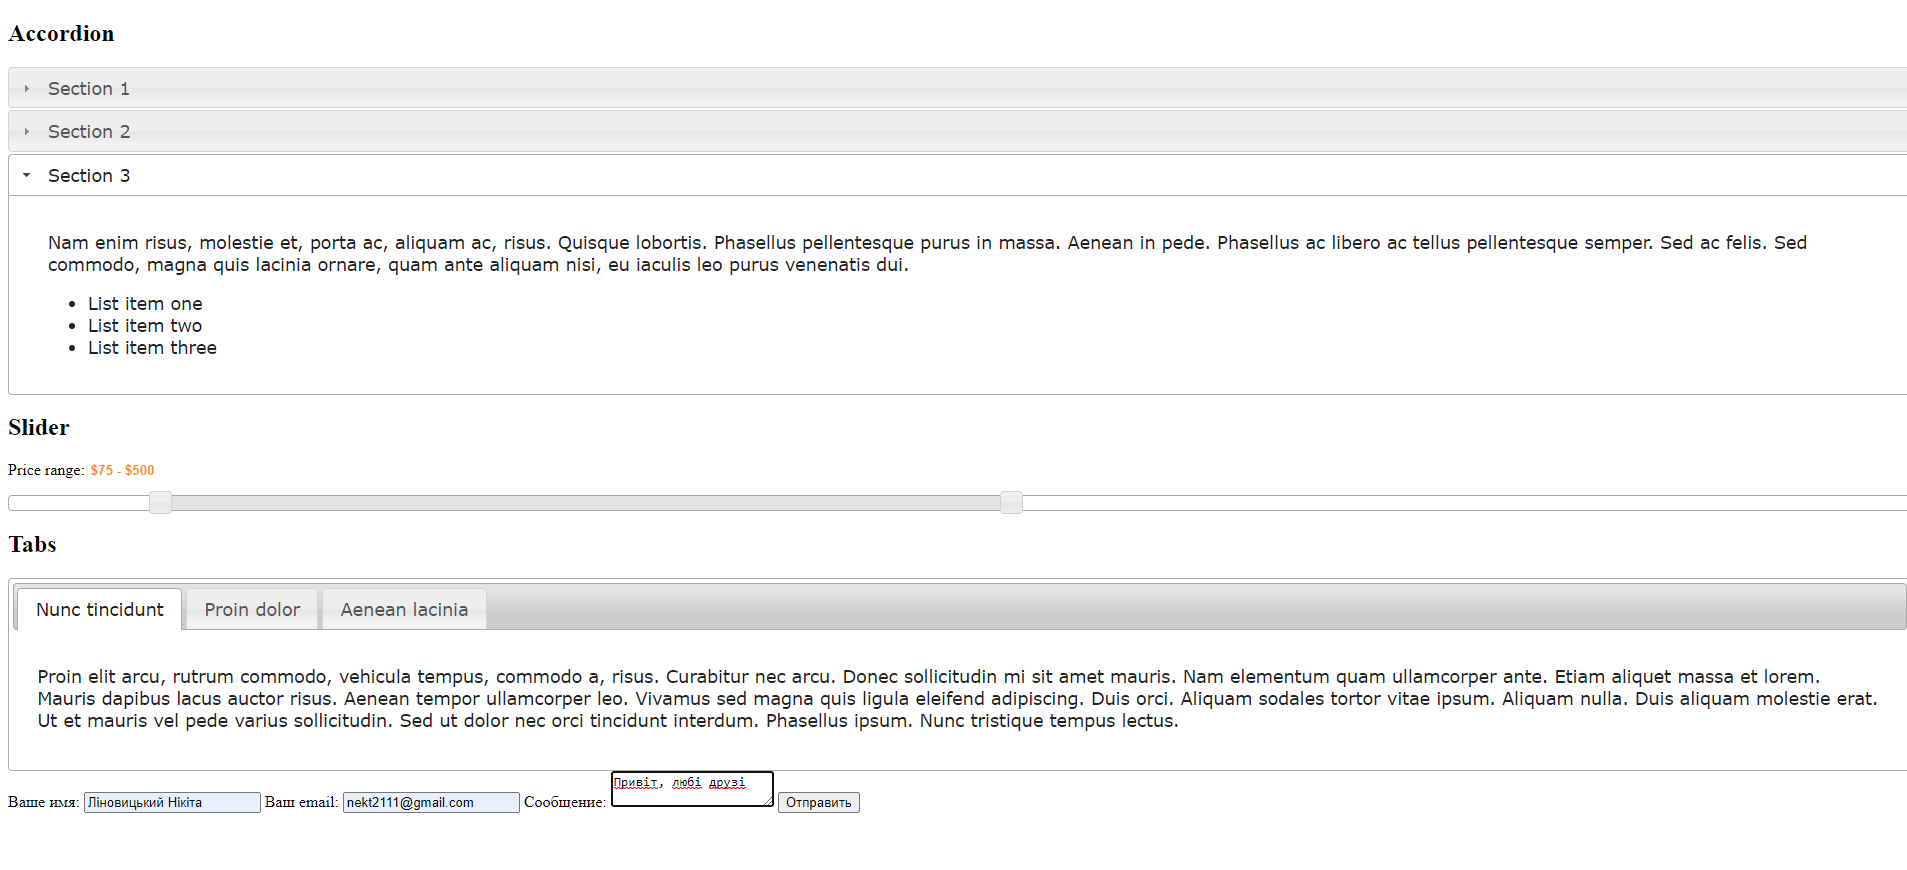 Accordion
Section 1
Section 2
Section 3
Nam enim risus, molestie et, porta ac, aliquam ac, risus. Quisque lobortis. Phasellus pellentesque purus in massa. Aenean in pede. Phasellus ac libero ac tellus pellentesque semper. Sed ac felis. Sed
commodo, magna quis lacinia ornare, quam ante aliquam nisi, eu iaculis leo purus venenatis dui.
List item one
List item two
List item three
Slider
Price range: $75 - $500
Tabs
Nunc tincidunt Proin dolor Aenean lacinia
Proin elit arcu, rutrum commodo, vehicula tempus, commodo a, risus. Curabitur nec arcu. Donec sollicitudin mi sit amet mauris. Nam elementum quam ullamcorper ante. Etiam aliquet massa et lorem.
Mauris dapibus lacus auctor risus. Aenean tempor ullamcorper leo. Vivamus sed magna quis ligula eleifend adipiscing. Duis orci. Aliquam sodales tortor vitae ipsum. Aliquam nulla. Duis aliquam molestie erat.
Ut et mauris vel pede varius sollicitudin. Sed ut dolor nec orci tincidunt interdum. Phasellus ipsum. Nunc tristique tempus lectus.
Ваше имя: Ліновицький Нікіта Ваш email: nekt2111@gmail.com Сообщение: Привіт, любі друзі Отправить